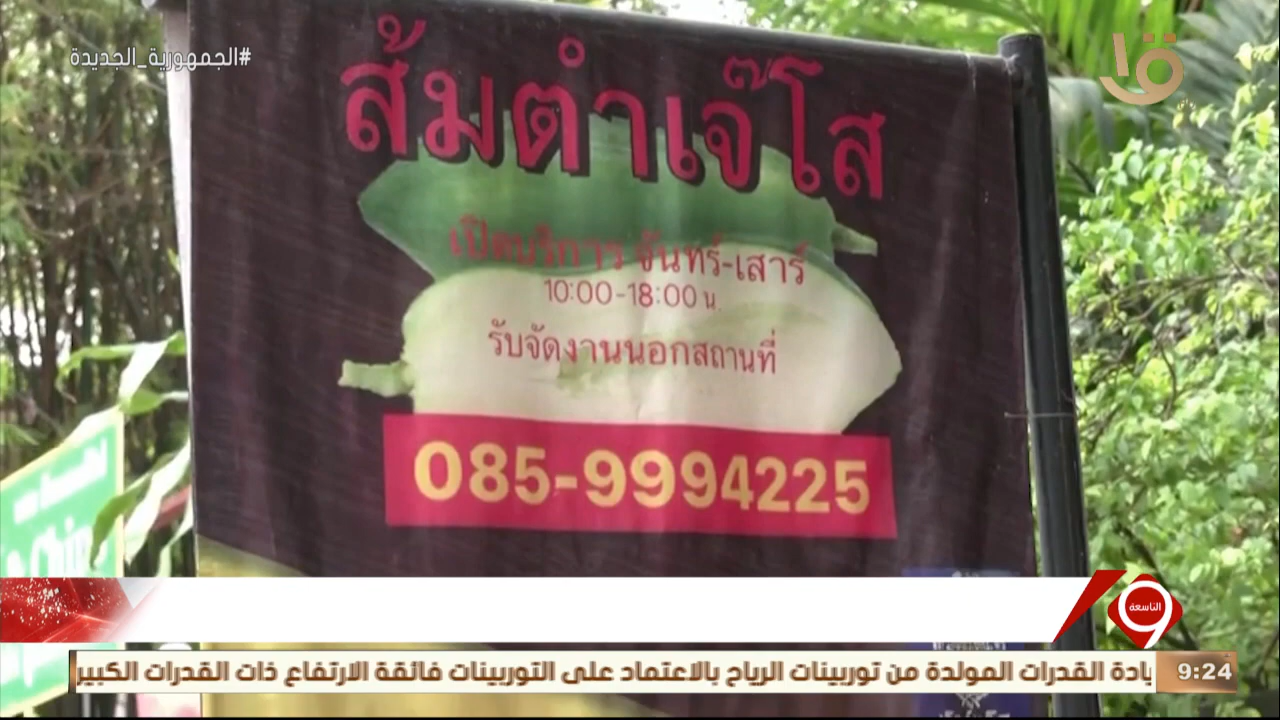 #الجمهورية_الجديدة
ส้มตำเจ๊โส
เปิดบริการ จันทร์-เสาร์
10:00-18:00 น.
รับจัดงานนอกสถานที่
085-9994225
التاسعة
9
يادة القدرات المولدة من توربينات الرياح بالاعتماد على التوربينات فائقة الارتفاع ذات القدرات الكبير
9:24